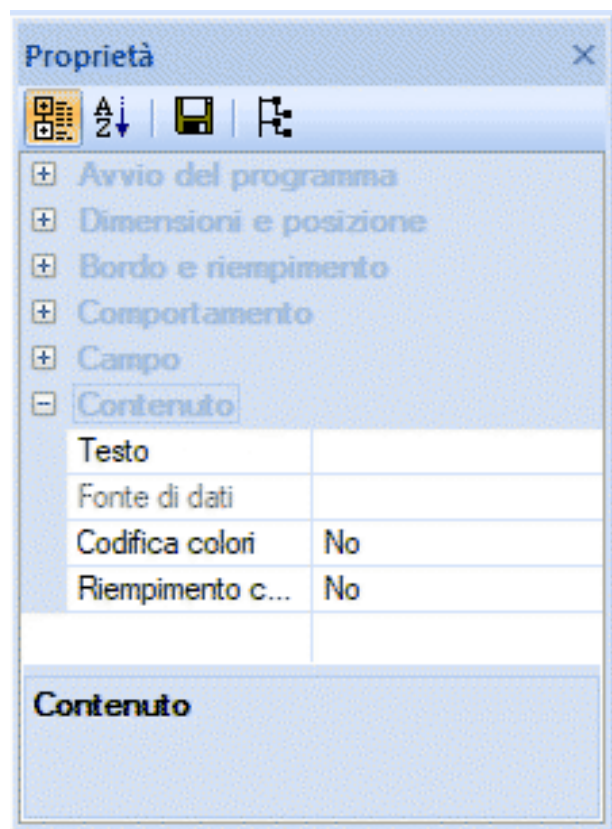 Proprietà
Avvio del programma
Dimensioni e posizione
Bordo e riempimento
Comportamento
Campo
Contenuto
Testo
Fonte di dati
Codifica colori No
Riempimento c... No
Contenuto